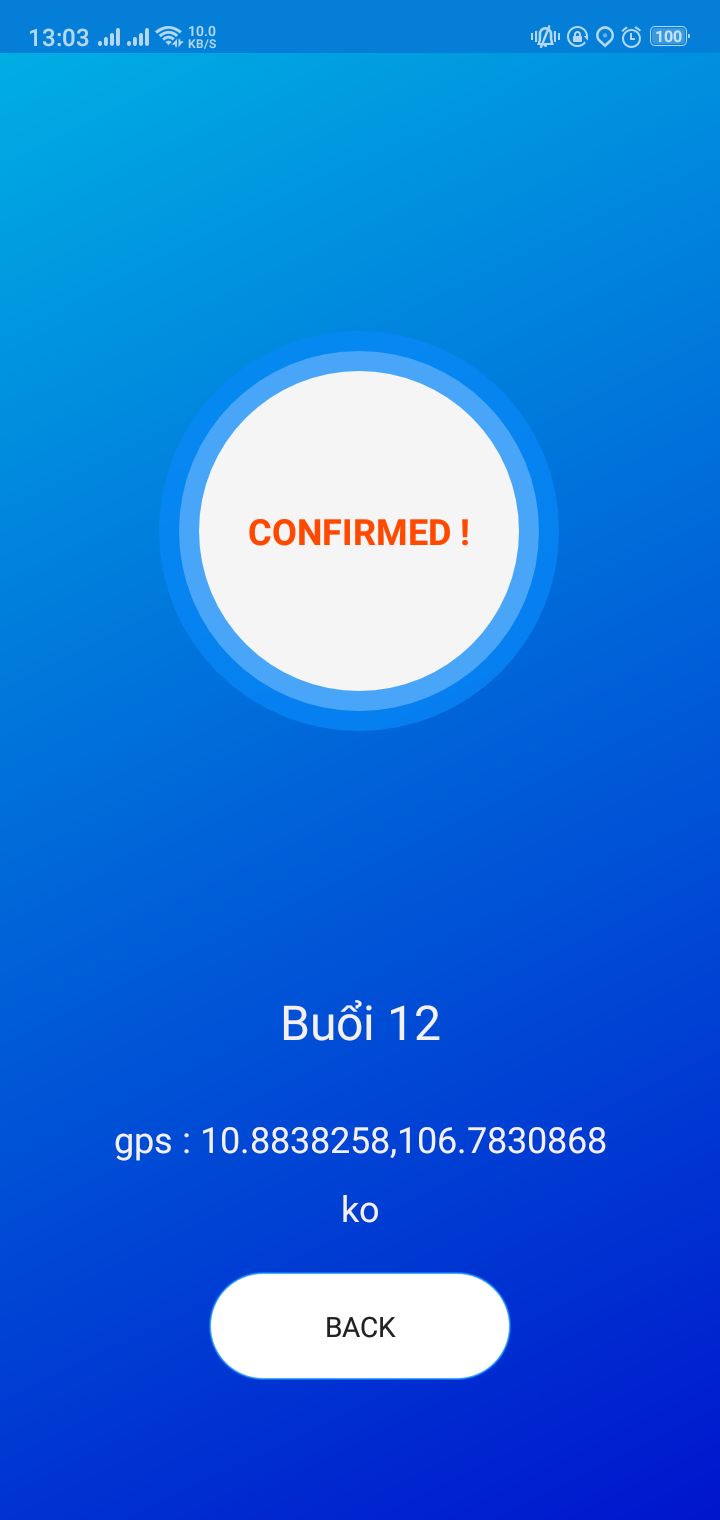 13:03 10.0 KB/S 100
CONFIRMED !
Buổi 12
gps : 10.8838258,106.7830868
ko
BACK